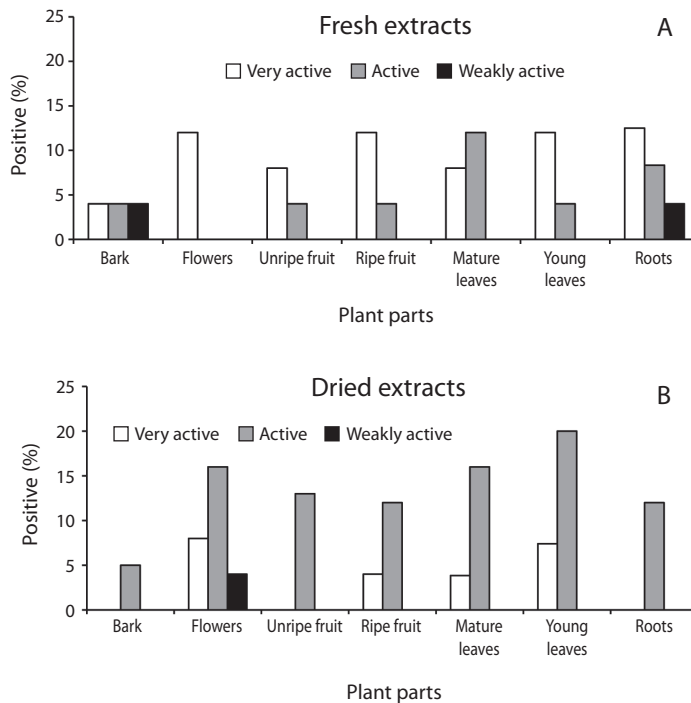 Fresh extracts
A
Very active Active Weakly active
Positive (%)
25
20
15
10
5
0
Bark Flowers Unripe fruit Ripe fruit Mature leaves Young leaves Roots
Plant parts
Dried extracts
B
Very active Active Weakly active
Positive (%)
25
20
15
10
5
0
Bark Flowers Unripe fruit Ripe fruit Mature leaves Young leaves Roots
Plant parts